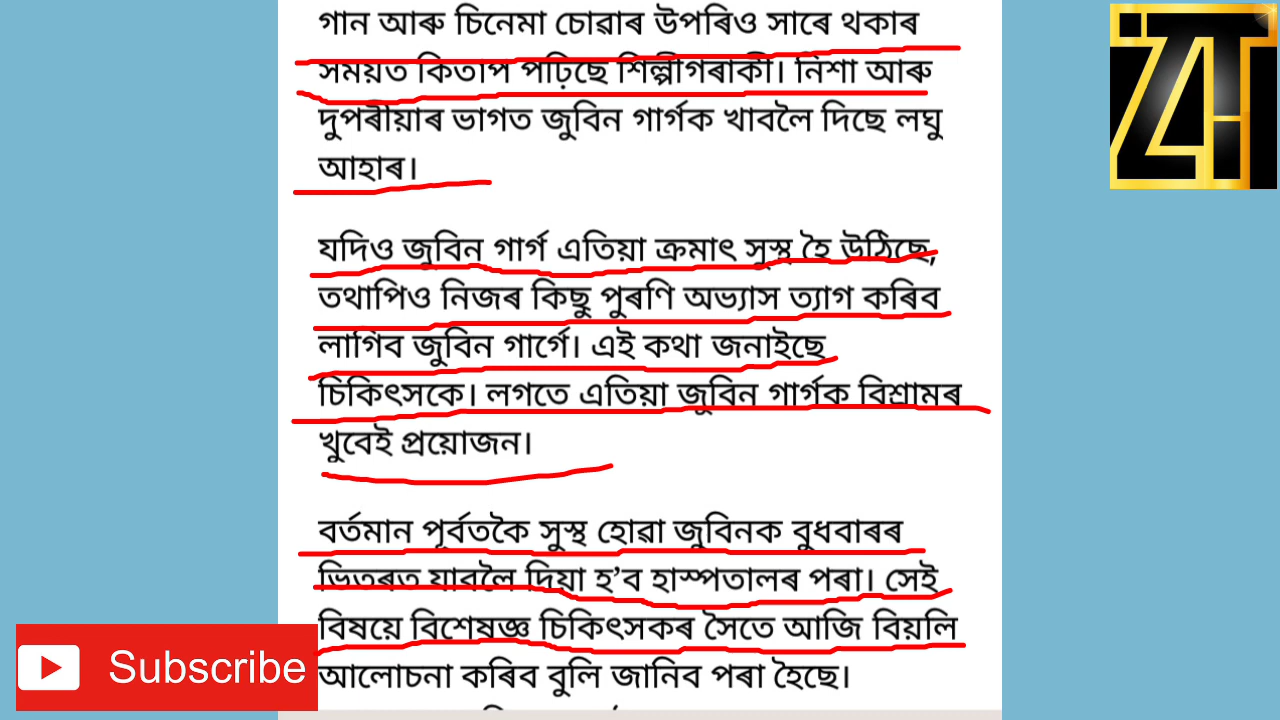 গান আৰু চিনেমা চোৱাৰ উপৰিও সাৰে থকাৰ
সময়ত কিতাপ পঢ়িছে শিল্পীগৰাকী। নিশা আৰু
দুপৰীয়াৰ ভাগত জুবিন গাৰ্গক খাবলৈ দিছে লঘু
আহাৰ।
যদিও জুবিন গাৰ্গ এতিয়া ক্ৰমাৎ সুস্থ হৈ উঠিছে,
তথাপিও নিজৰ কিছু পুৰণি অভ্যাস ত্যাগ কৰিব
লাগিব জুবিন গাৰ্গে। এই কথা জনাইছে
চিকিৎসকে। লগতে এতিয়া জুবিন গাৰ্গক বিশ্ৰামৰ
খুবেই প্ৰয়োজন।
বৰ্তমান পূৰ্বতকৈ সুস্থ হোৱা জুবিনক বুধবাৰৰ
ভিতৰত যাবলৈ দিয়া হ’ব হাস্পতালৰ পৰা। সেই
বিষয়ে বিশেষজ্ঞ চিকিৎসকৰ সৈতে আজি বিয়লি
আলোচনা কৰিব বুলি জানিব পৰা হৈছে।
Subscribe